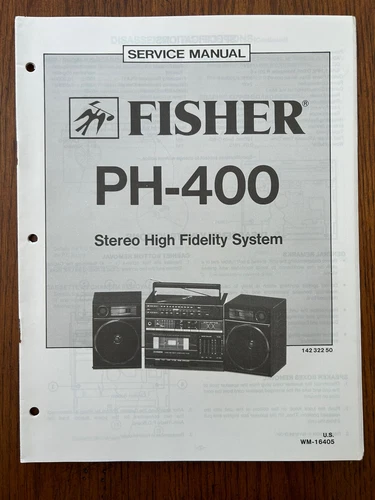 SERVICE MANUAL
FISHER®
PH-400
Stereo High Fidelity System
142 322 50
U.S.
WM-16405